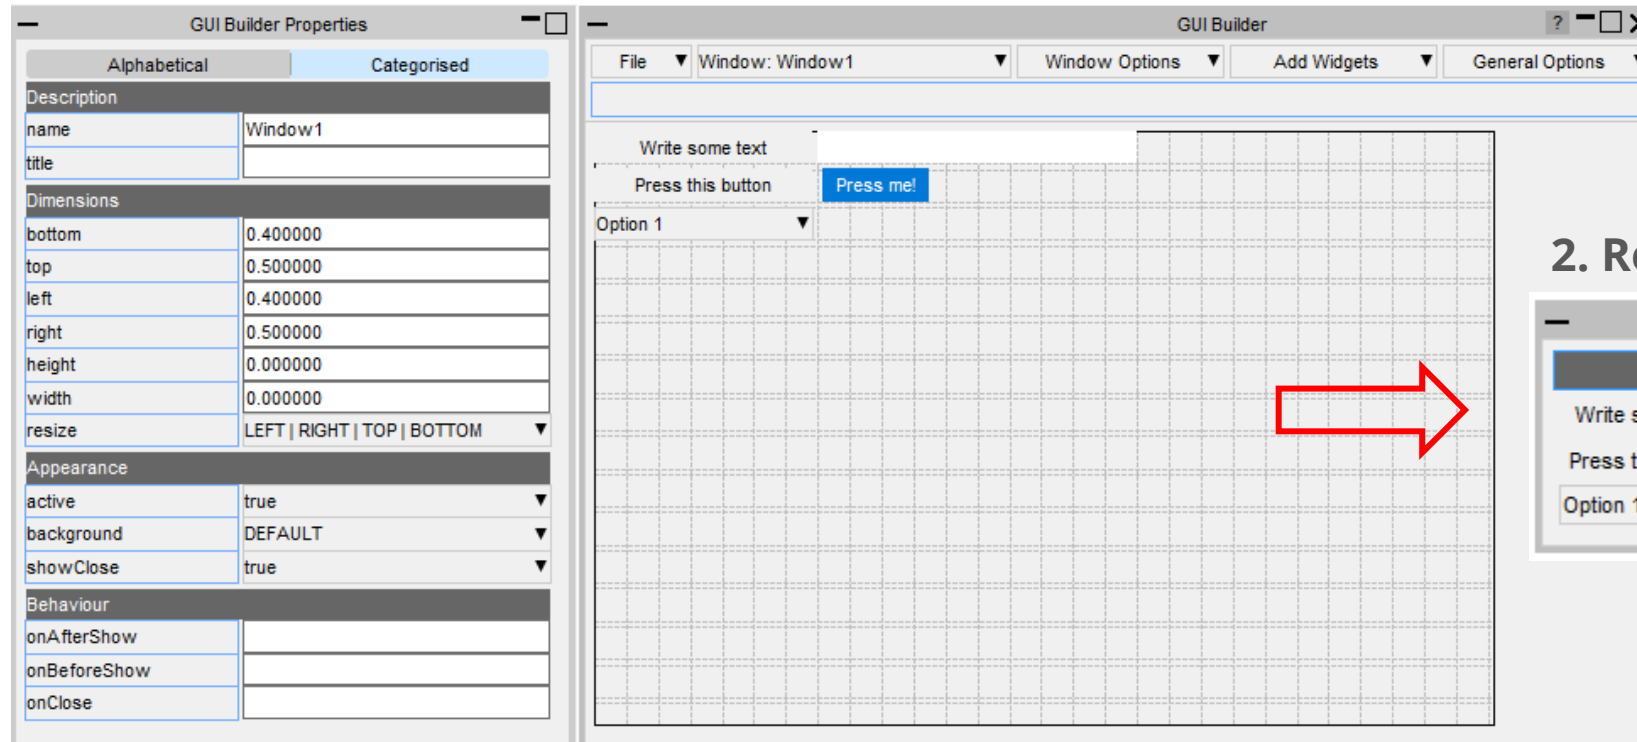 GUI Builder Properties
Alphabetical Categorised
Description
name Window1
title
Dimensions
bottom 0.400000
top 0.500000
left 0.400000
right 0.500000
height 0.000000
width 0.000000
resize LEFT | RIGHT | TOP | BOTTOM
Appearance
active true
background DEFAULT
showClose true
Behaviour
onAfterShow
onBeforeShow
onClose
GUI Builder ?
File Window: Window1 Window Options Add Widgets General Options
Write some text
Press this button Press me!
Option 1
2.
Write
Press
Option 1